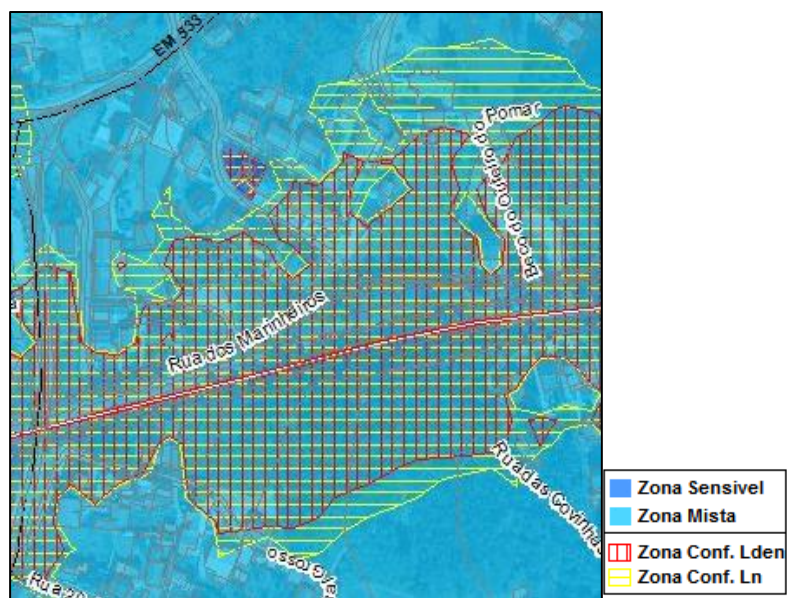 EM 533
Beco do Outeiro do Pomar
Rua dos Marinheiros
Rua das Covinhas
Zona Sensivel
Zona Mista
Zona Conf. Lden
Zona Conf. Ln